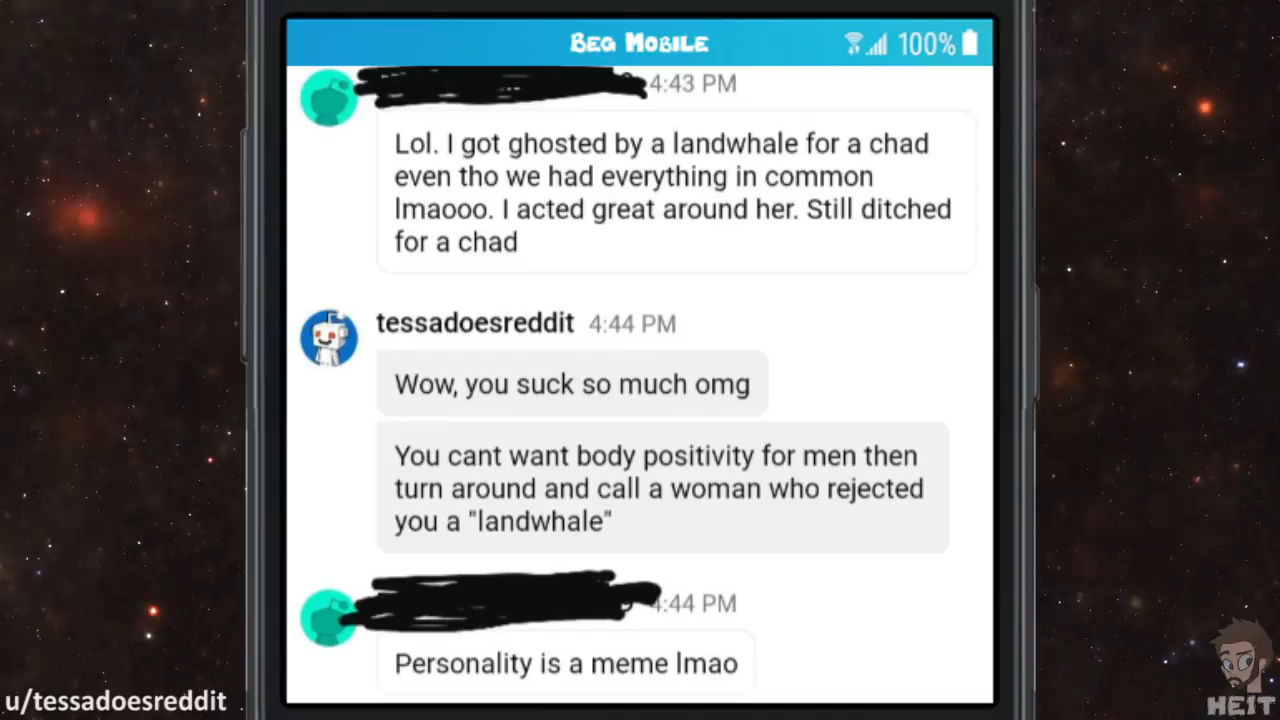 BEG MOBILE
100%
4:43 PM
Lol. I got ghosted by a landwhale for a chad
even tho we had everything in common
lmaooo. I acted great around her. Still ditched
for a chad
tessadoesreddit 4:44 PM
Wow, you suck so much omg
You cant want body positivity for men then
turn around and call a woman who rejected
you a "landwhale"
4:44 PM
Personality is a meme lmao
u/tessadoesreddit
HEIT